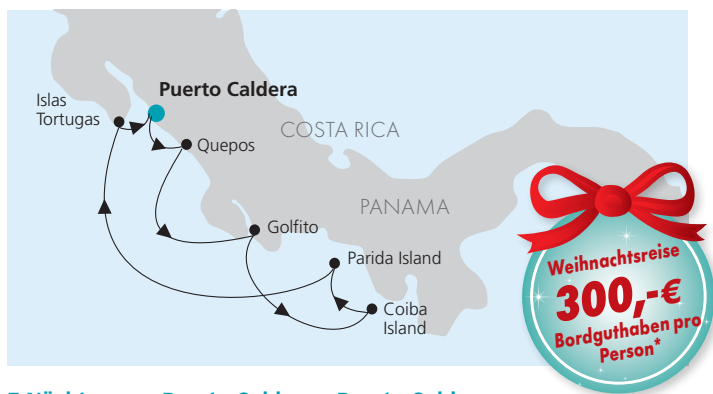 Puerto Caldera
Islas
Tortugas
COSTA RICA
Quepos
PANAMA
Golfito
Parida Island
Coiba
Island
Weihnachtsreise
300,-€
Bordguthaben pro
Person*